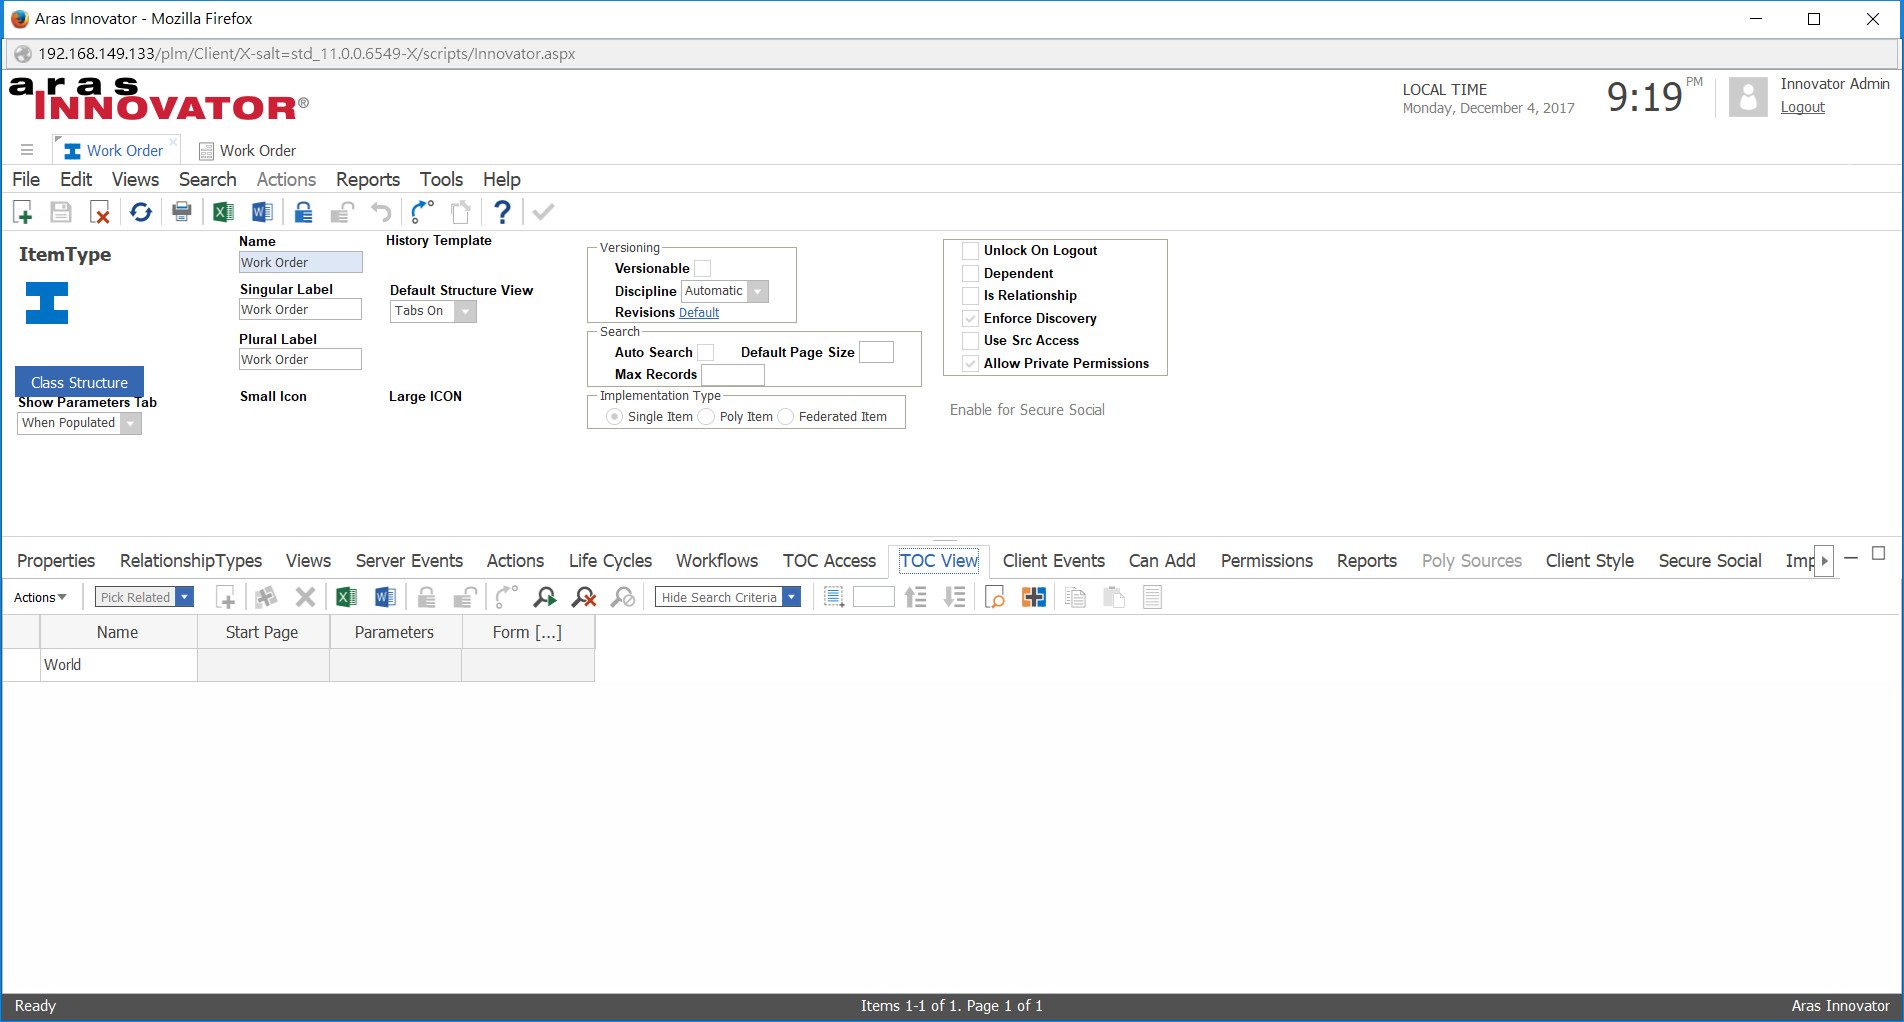 Aras Innovator - Mozilla Firefox
192.168.149.133/plm/Client/X-salt=std_11.0.0.6549-X/scripts/Innovator.aspx
aras
INNOVATOR®
LOCAL TIME
Monday, December 4, 2017
9:19 PM
Innovator Admin
Logout
Work Order Work Order
File Edit Views Search Actions Reports Tools Help
ItemType
Class Structure
Show Parameters Tab
When Populated
Name
Work Order
Singular Label
Work Order
Plural Label
Work Order
Small Icon
History Template
Default Structure View
Tabs On
Large ICON
Versioning
Versionable
Discipline Automatic
Revisions Default
Search
Auto Search Default Page Size
Max Records
Implementation Type
Single Item Poly Item Federated Item
Unlock On Logout
Dependent
Is Relationship
Enforce Discovery
Use Src Access
Allow Private Permissions
Enable for Secure Social
Properties RelationshipTypes Views Server Events Actions Life Cycles Workflows TOC Access TOC View Client Events Can Add Permissions Reports Poly Sources Client Style Secure Social Imp
Actions Pick Related Hide Search Criteria
Name Start Page Parameters Form [...]
World
Ready Items 1-1 of 1. Page 1 of 1 Aras Innovator